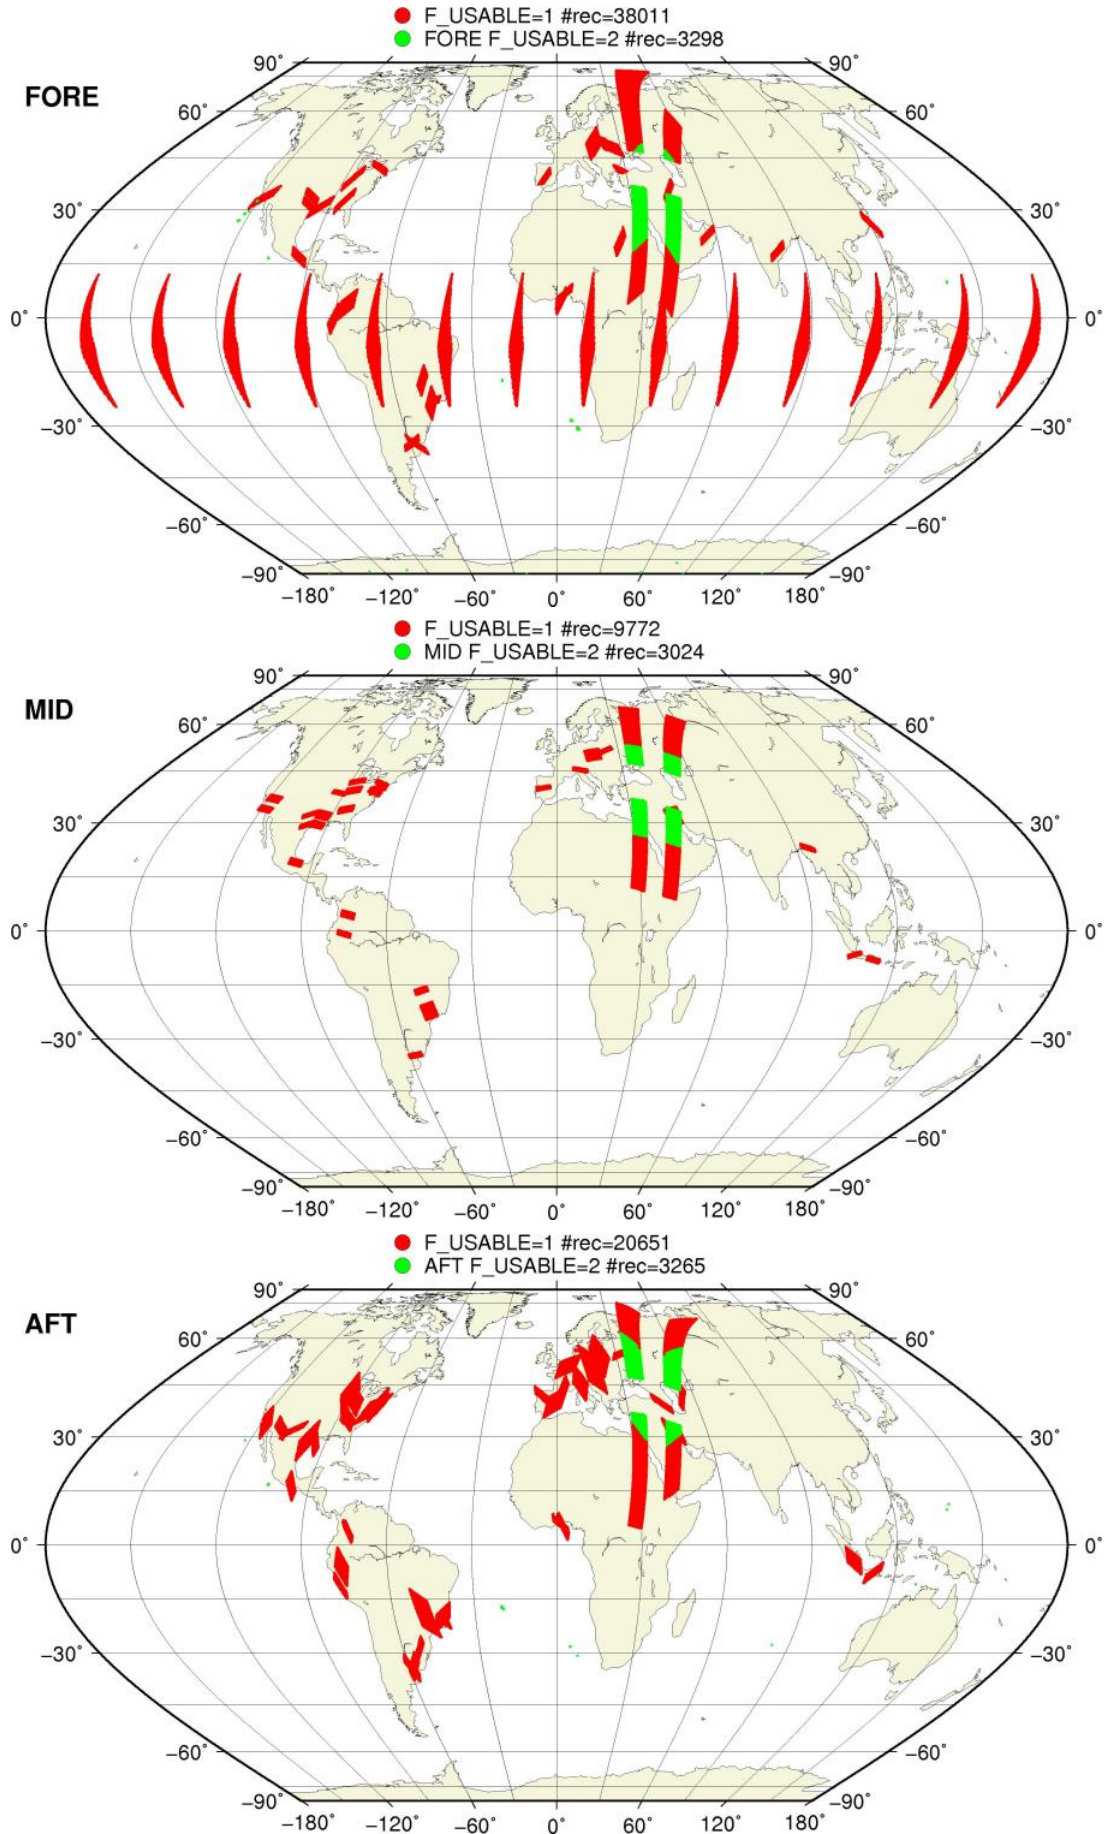 F_USABLE=1 #rec=38011
FORE F_USABLE=2 #rec=3298
FORE
90° 90°
60° 60°
30° 30°
0° 0°
−30° −30°
−60° −60°
−90° −90°
−180° −120° −60° 0° 60° 120° 180°
F_USABLE=1 #rec=9772
MID F_USABLE=2 #rec=3024
MID
90° 90°
60° 60°
30° 30°
0° 0°
−30° −30°
−60° −60°
−90° −90°
−180° −120° −60° 0° 60° 120° 180°
F_USABLE=1 #rec=20651
AFT F_USABLE=2 #rec=3265
AFT
90° 90°
60° 60°
30° 30°
0° 0°
−30° −30°
−60° −60°
−90° −90°
−180° −120° −60° 0° 60° 120° 180°